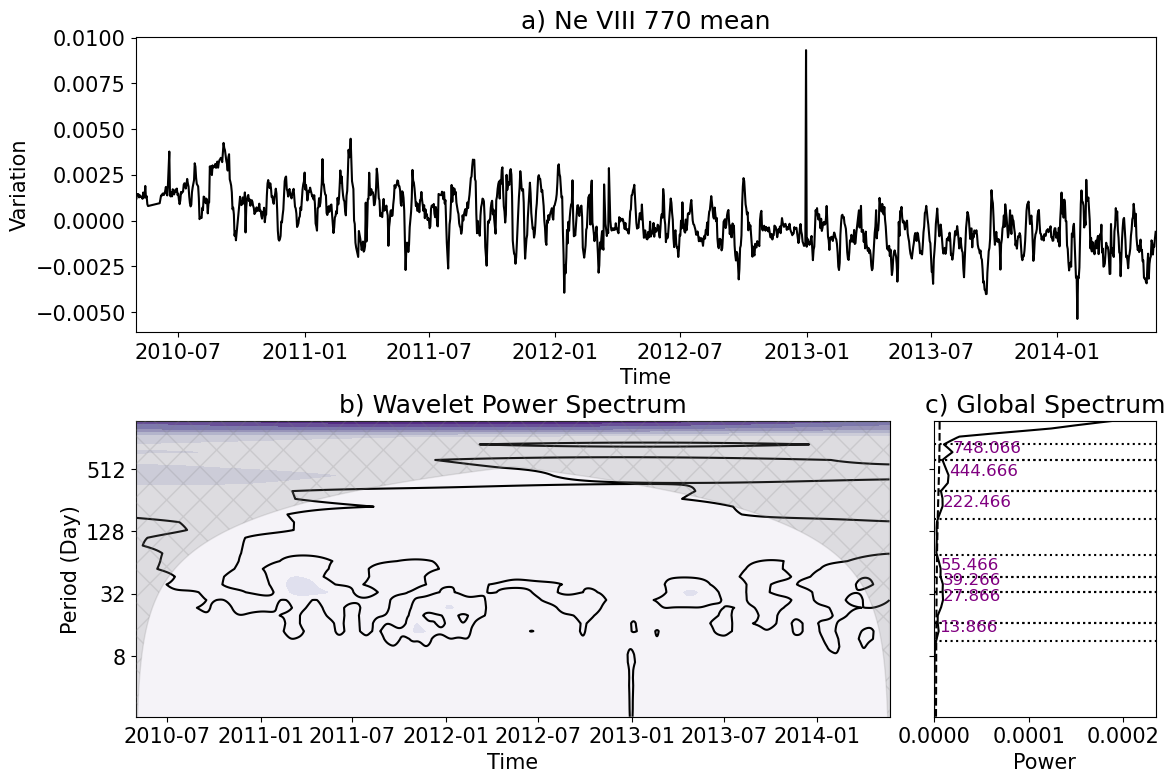 a) Ne VIII 770 mean
0.0100
0.0075
0.0050
0.0025
0.0000
−0.0025
−0.0050
Variation
2010-07 2011-01 2011-07 2012-01 2012-07 2013-01 2013-07 2014-01
Time
b) Wavelet Power Spectrum
512
128
32
8
Period (Day)
2010-07 2011-01 2011-07 2012-01 2012-07 2013-01 2013-07 2014-01
Time
c) Global Spectrum
748.066
444.666
222.466
55.466
39.266
27.866
13.866
0.0000 0.0001 0.0002
Power